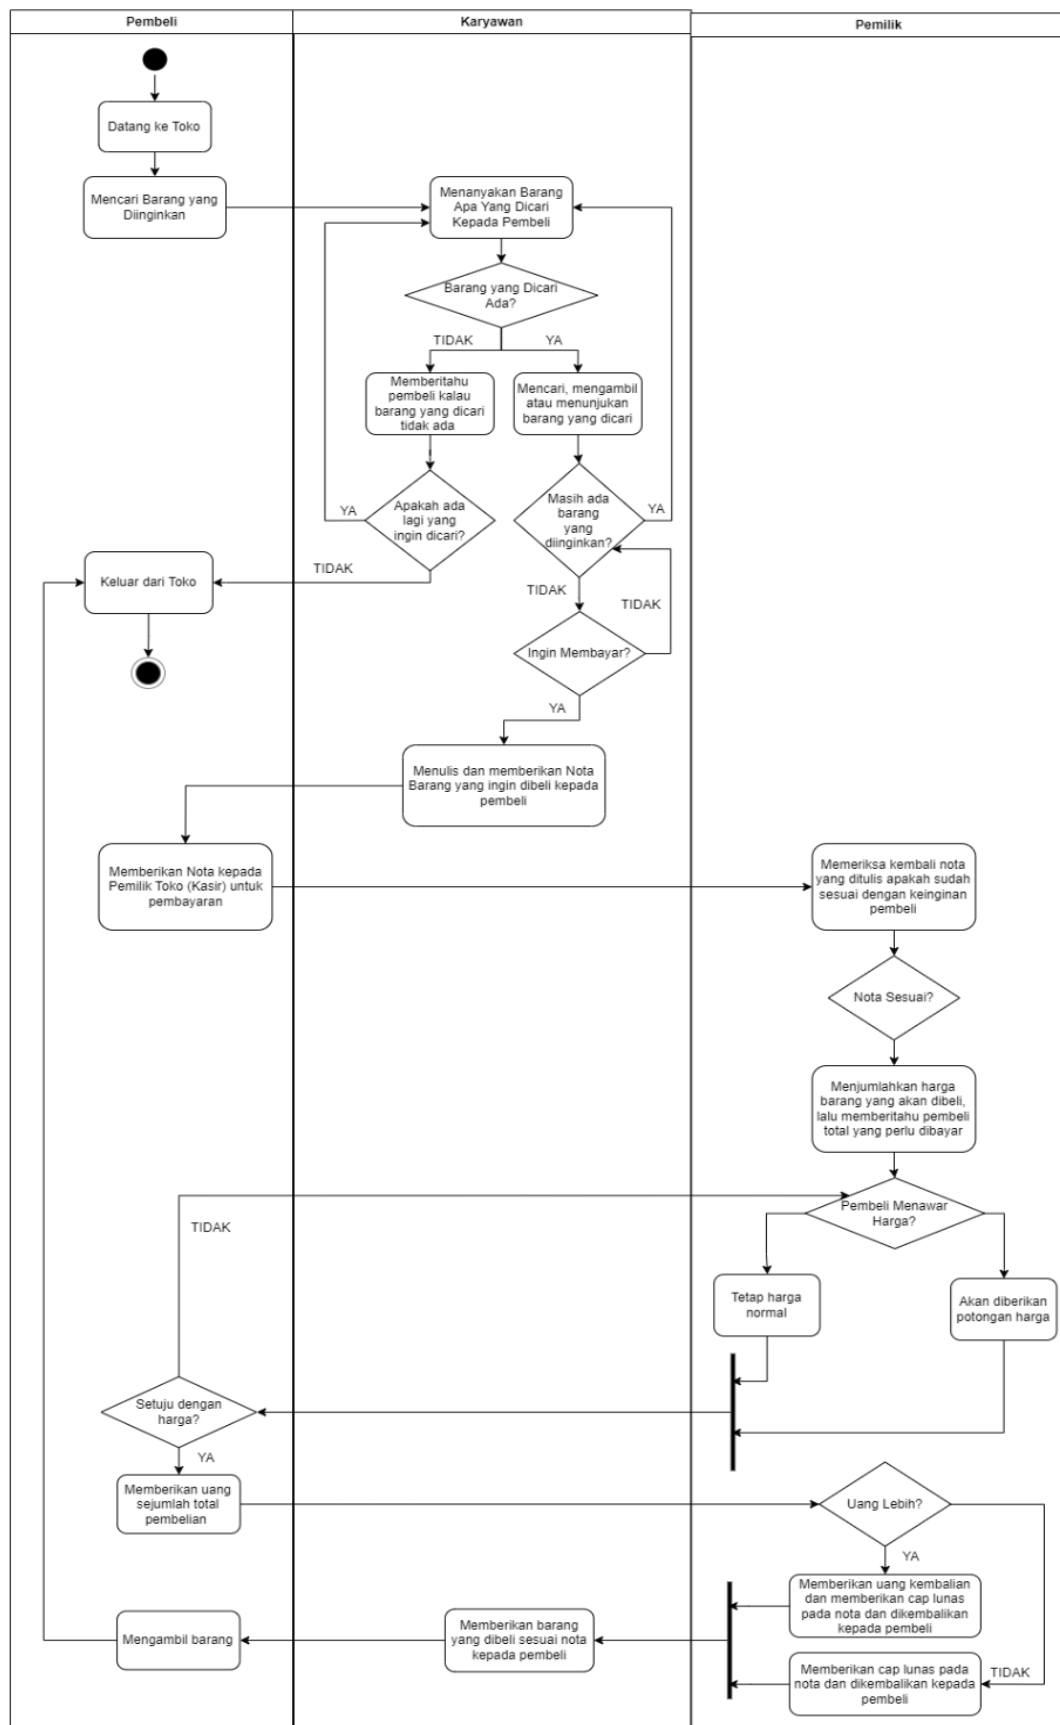 Pembeli
Karyawan
Pemilik
Datang ke Toko
Mencari Barang yang
Diinginkan
Menanyakan Barang
Apa Yang Dicari
Kepada Pembeli
Barang yang Dicari
Ada?
TIDAK
YA
Memberitahu
pembeli kalau
barang yang dicari
tidak ada
Mencari, mengambil
atau menunjukan
barang yang dicari
Apakah ada
lagi yang
ingin dicari?
YA
Masih ada
barang
yang
diinginkan?
YA
Keluar dari Toko
TIDAK
TIDAK
TIDAK
Ingin Membayar?
YA
Menulis dan memberikan Nota
Barang yang ingin dibeli kepada
pembeli
Memberikan Nota kepada
Pemilik Toko (Kasir) untuk
pembayaran
Memeriksa kembali nota
yang ditulis apakah sudah
sesuai dengan keinginan
pembeli
Nota Sesuai?
Menjumlahkan harga
barang yang akan dibeli,
lalu memberitahu pembeli
total yang perlu dibayar
Pembeli Menawar
Harga?
TIDAK
Tetap harga
normal
Akan diberikan
potongan harga
Setuju dengan
harga?
YA
Memberikan uang
sejumlah total
pembelian
Uang Lebih?
YA
Memberikan uang kembalian
dan memberikan cap lunas
pada nota dan dikembalikan
kepada pembeli
Mengambil barang
Memberikan barang
yang dibeli sesuai nota
kepada pembeli
Memberikan cap lunas pada
nota dan dikembalikan kepada
pembeli
TIDAK